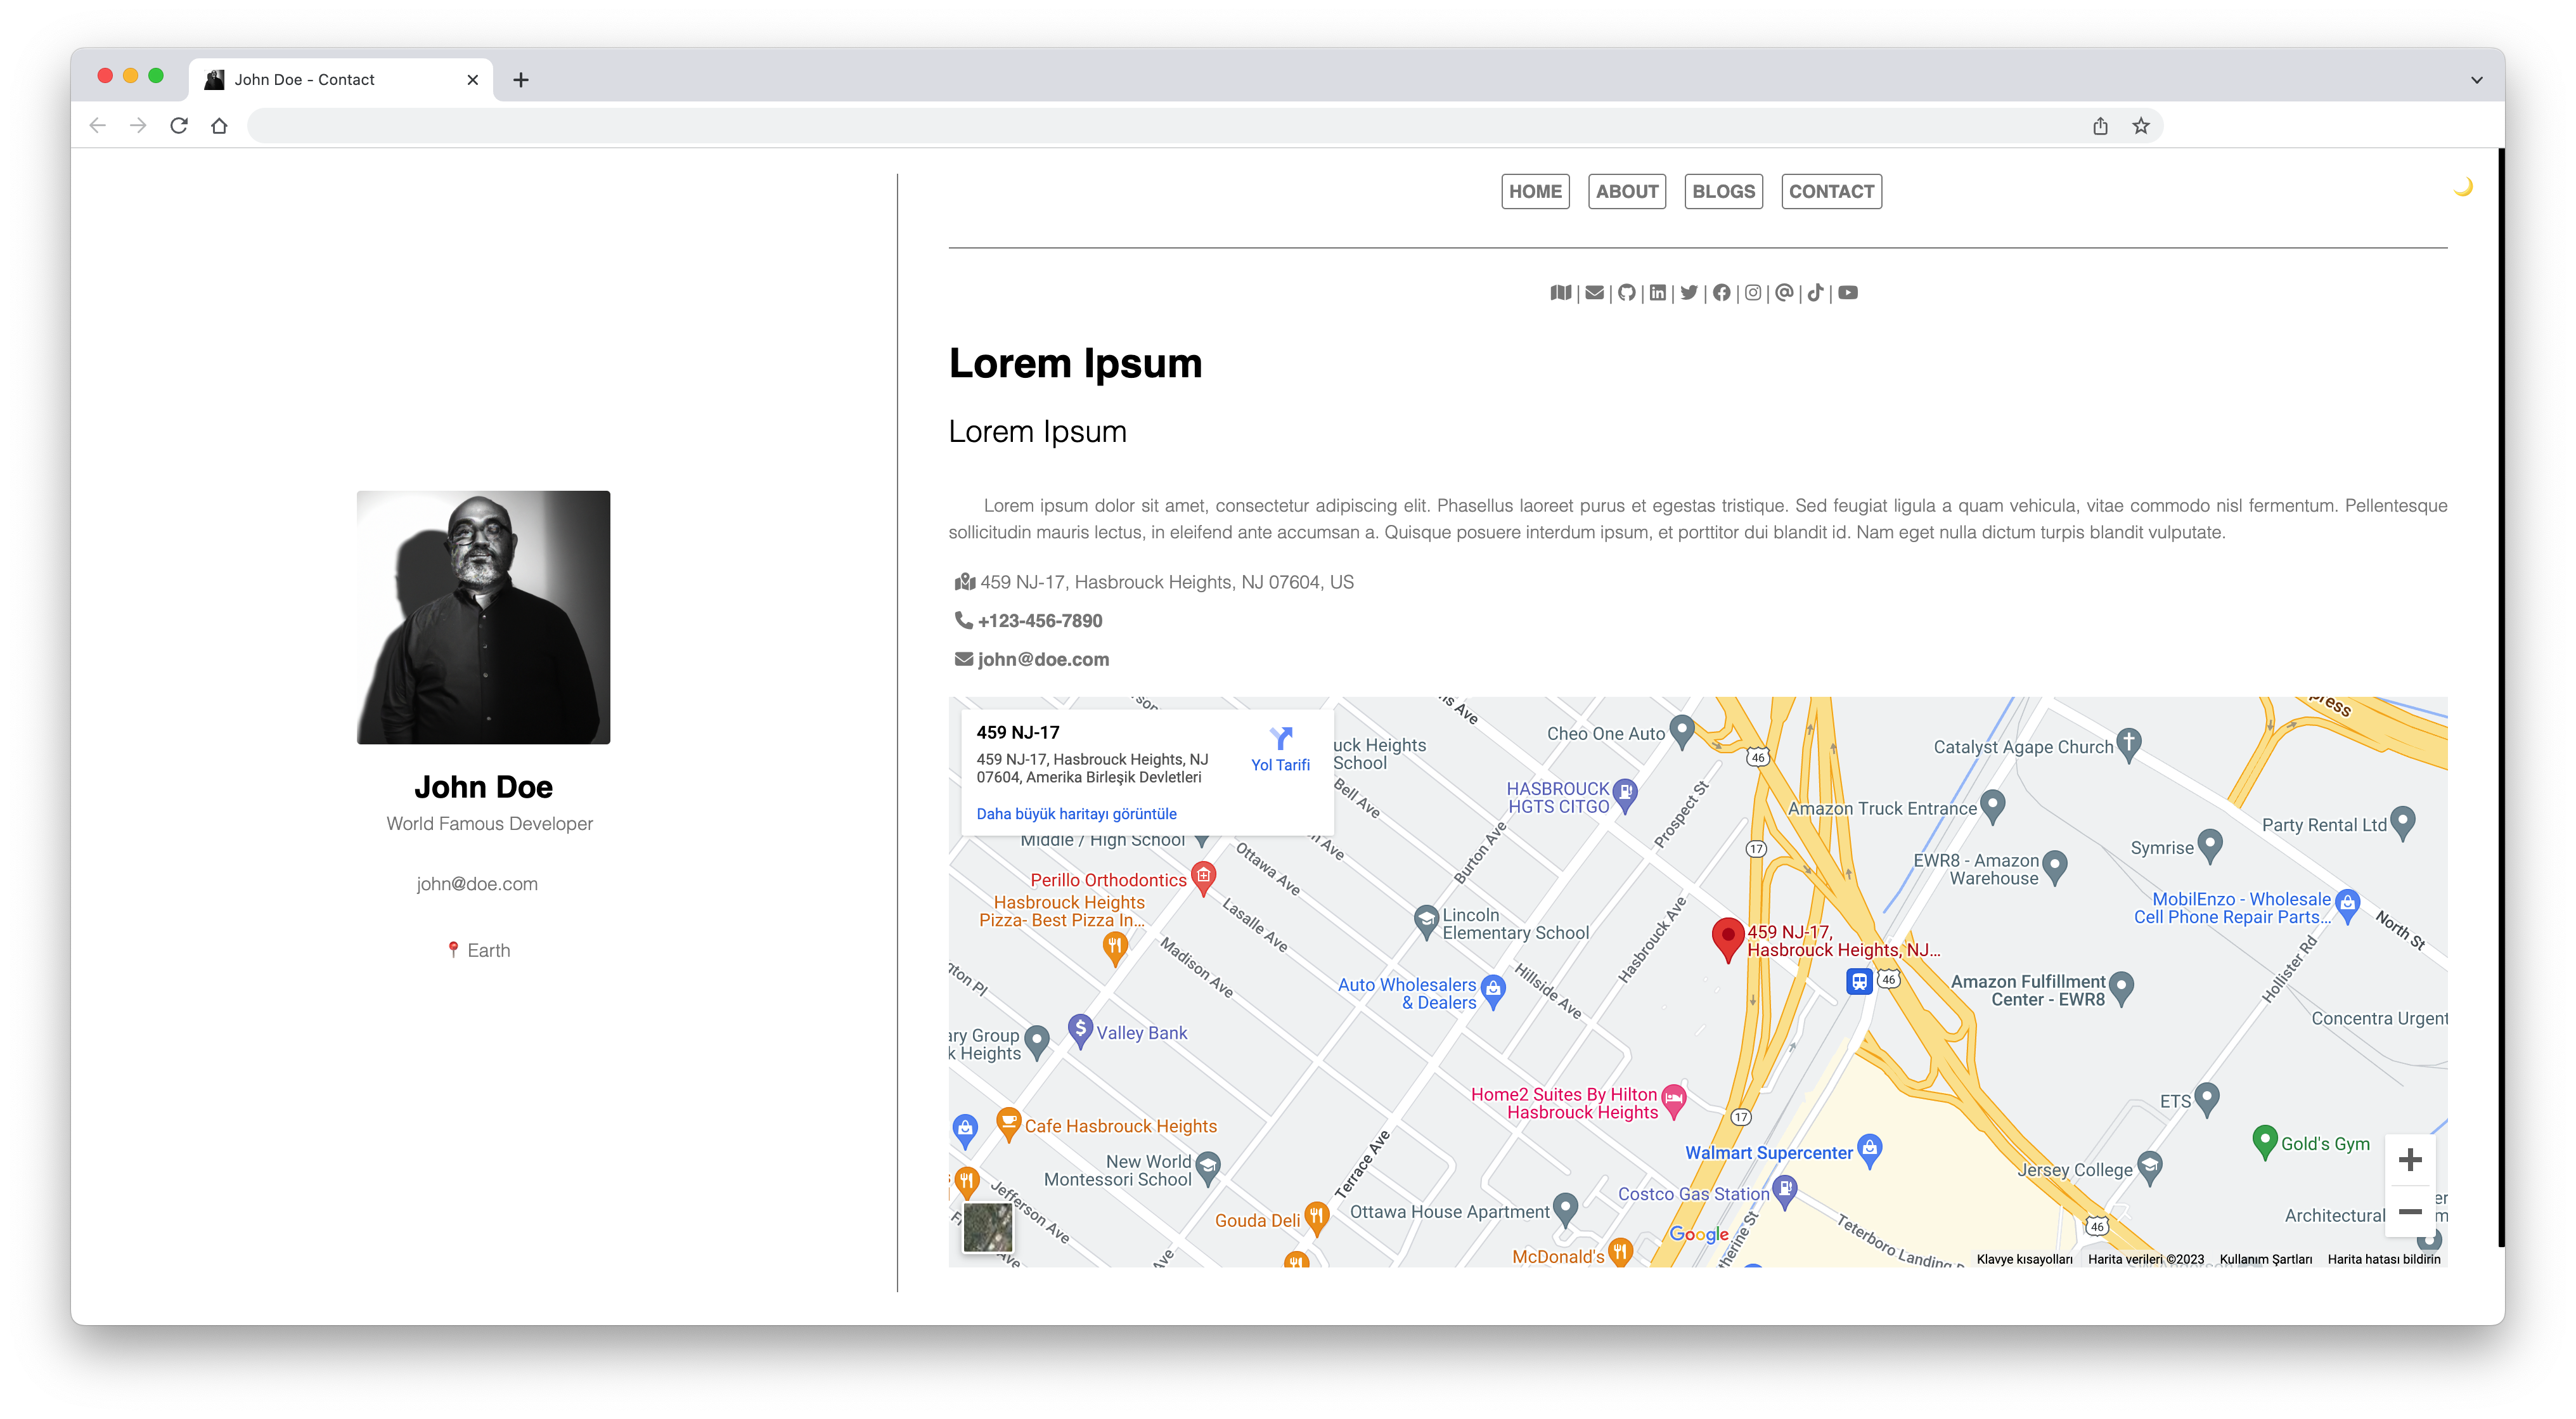 John Doe - Contact
HOME ABOUT BLOGS CONTACT
| | | | | | | | |
Lorem Ipsum
Lorem Ipsum
Lorem ipsum dolor sit amet, consectetur adipiscing elit. Phasellus laoreet purus et egestas tristique. Sed feugiat ligula a quam vehicula, vitae commodo nisl fermentum. Pellentesque
sollicitudin mauris lectus, in eleifend ante accumsan a. Quisque posuere interdum ipsum, et porttitor dui blandit id. Nam eget nulla dictum turpis blandit vulputate.
459 NJ-17, Hasbrouck Heights, NJ 07604, US
+123-456-7890
john@doe.com
John Doe
World Famous Developer
john@doe.com
Earth
459 NJ-17
459 NJ-17, Hasbrouck Heights, NJ
07604, Amerika Birleşik Devletleri
Yol Tarifi
Daha büyük haritayı görüntüle
uck Heights
School
Middle / High School
Bell Ave
Cheo One Auto
46
Catalyst Agape Church
HASBROUCK
HGTS CITGO
Prospect St
Amazon Truck Entrance
Party Rental Ltd
Symrise
17
Burton Ave
Ottawa Ave
EWR8 - Amazon
Warehouse
Perillo Orthodontics
Hasbrouck Heights
Pizza- Best Pizza In...
Lasalle Ave
Lincoln
Elementary School
Hasbrouck Ave
MobilEnzo - Wholesale
Cell Phone Repair Parts...
North St
459 NJ-17,
Hasbrouck Heights, NJ...
Madison Ave
Hillside Ave
Auto Wholesalers
& Dealers
46
Amazon Fulfillment
Center - EWR8
Hollister Rd
Concentra Urgent
ary Group
k Heights
Valley Bank
Home2 Suites By Hilton
Hasbrouck Heights
17
ETS
Cafe Hasbrouck Heights
Gold's Gym
New World
Montessori School
Terrace Ave
Walmart Supercenter
Jersey College
Costco Gas Station
Jefferson Ave
Gouda Deli
Ottawa House Apartment
Architectural
46
Google
Teterboro Landing
McDonald's
Klavye kısayolları Harita verileri ©2023 Kullanım Şartları Harita hatası bildirin